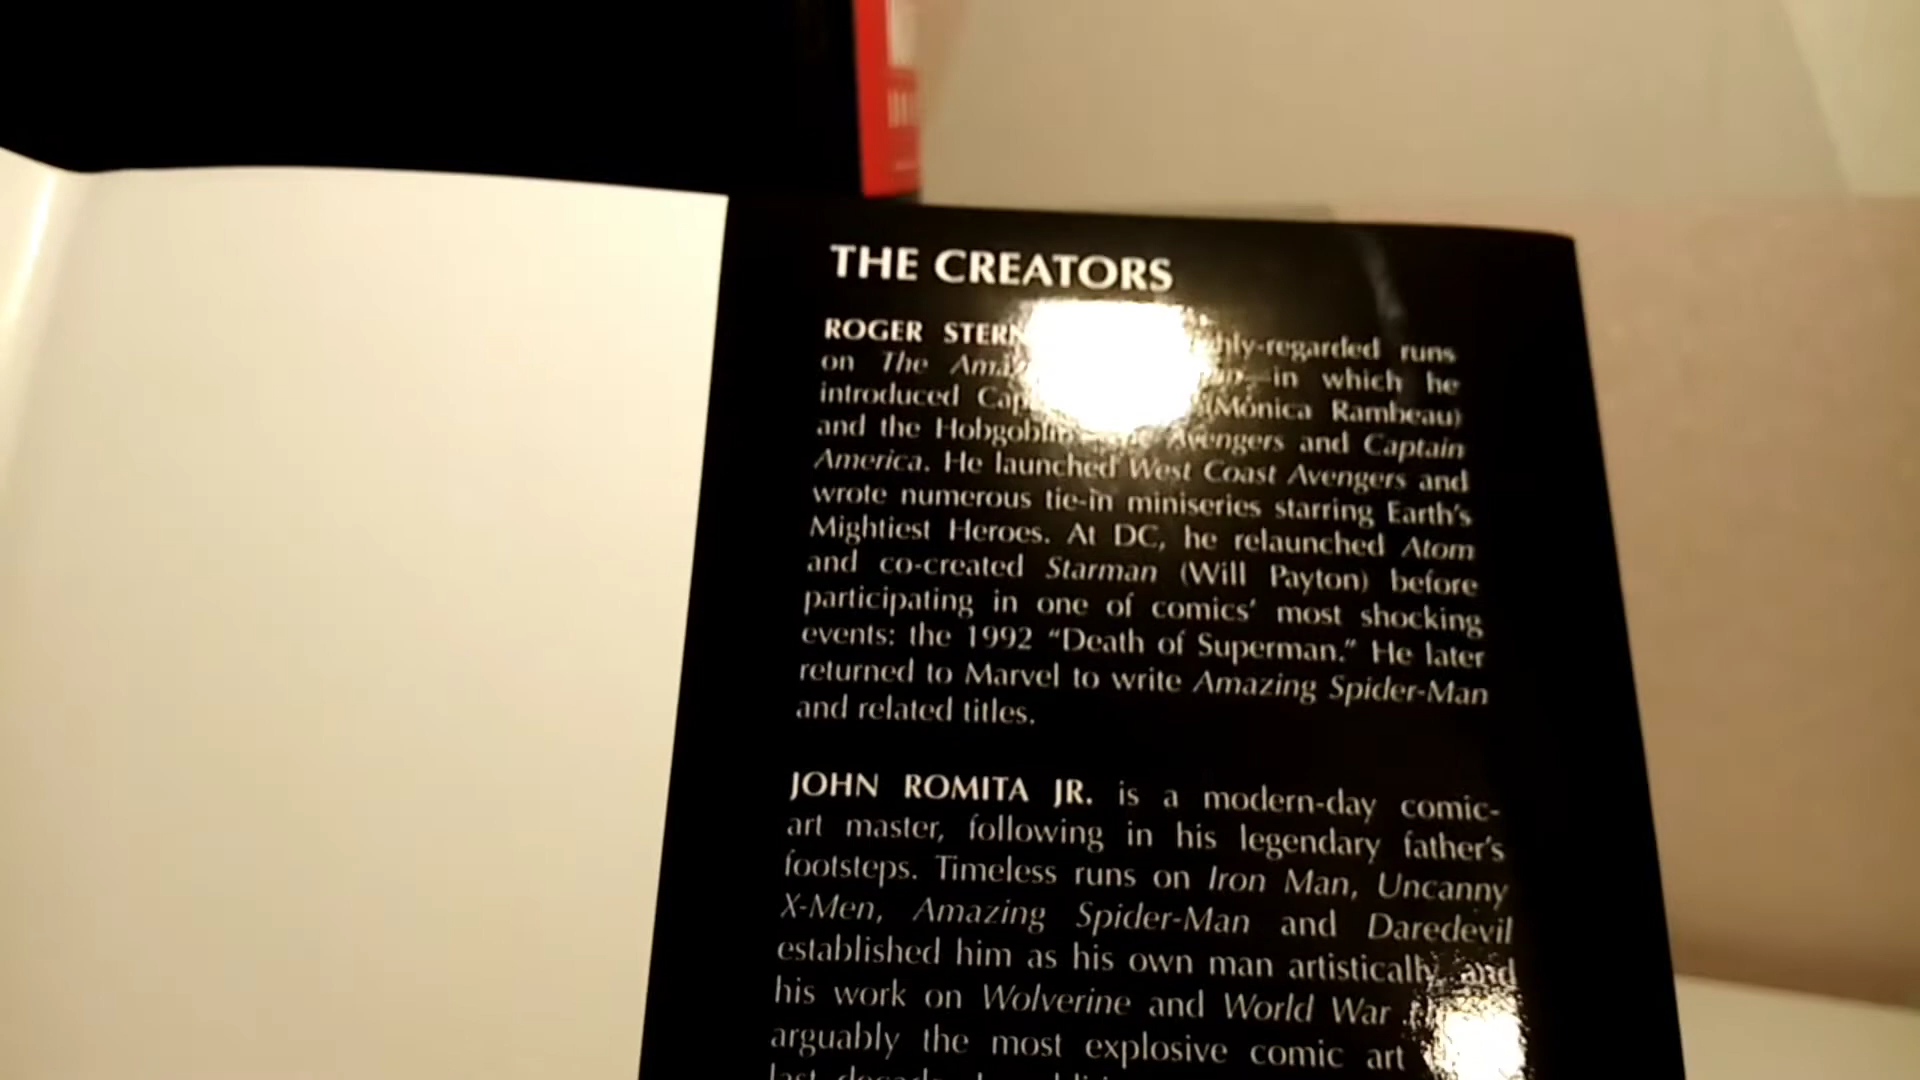 THE CREATORS
ROGER STERN regarded runs
on The in which he
introduced (Monica Rambeau)
and the Hobgoblin Avengers and Captain
America. He launched West Coast Avengers and
wrote numerous tie-in miniseries starring Earth's
Mightiest Heroes. At DC, he relaunched Atom
and co-created Starman (Will Payton) before
participating in one of comics' most shocking
events: the 1992 "Death of Superman." He later
returned to Marvel to write Amazing Spider-Man
and related titles.
JOHN ROMITA JR. is a modern-day comic-
art master, following in his legendary father's
footsteps. Timeless runs on Iron Man, Uncanny
X-Men, Amazing Spider-Man and Daredevil
established him as his own man artistically, and
his work on Wolverine and World War
arguably the most explosive comic art